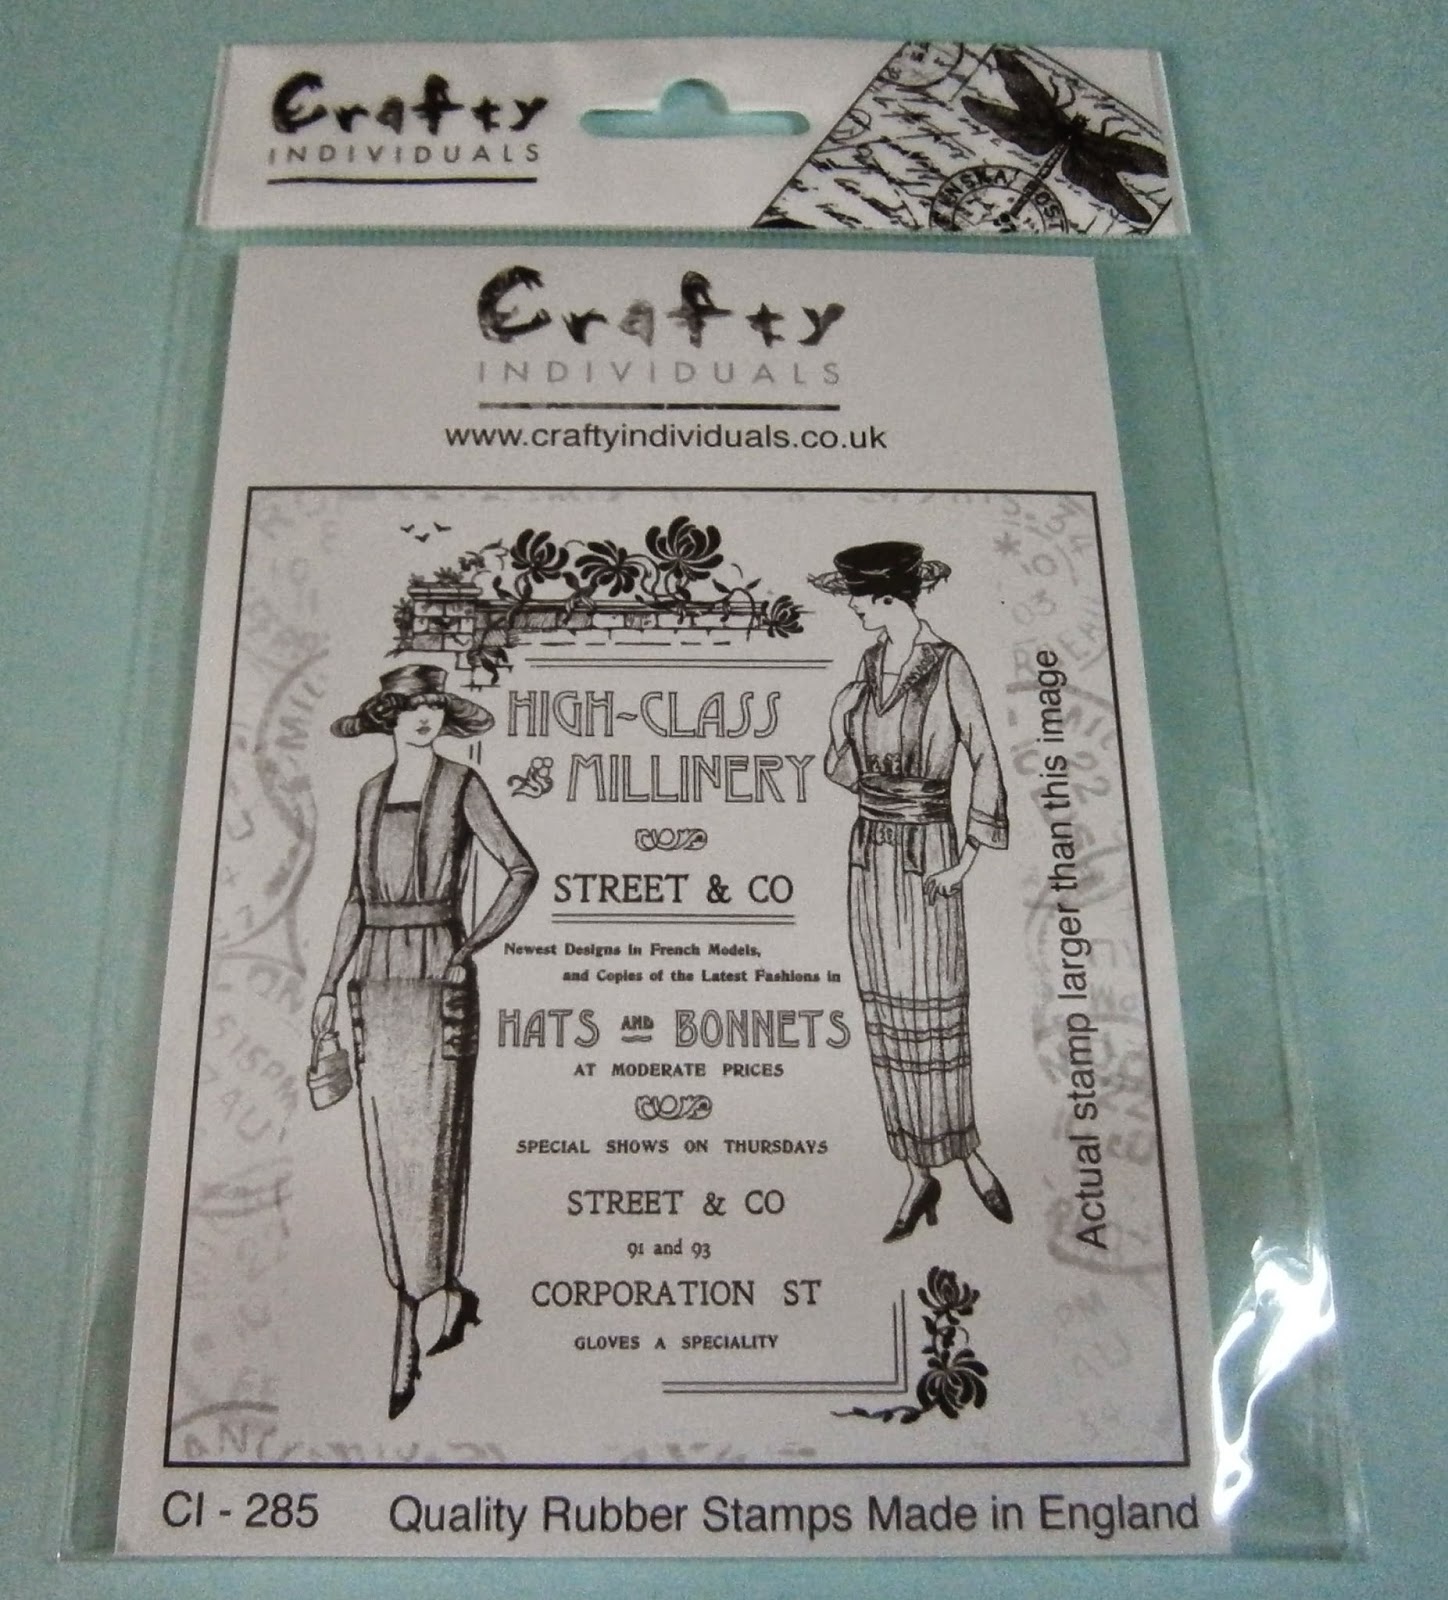 Crafty
INDIVIDUALS
ENSKA POST
Crafty
INDIVIDUALS
www.craftyindividuals.co.uk
HIGH-CLASS
MILLINERY
STREET & CO
Newest Designs in French Models,
and Copies of the Latest Fashions in
HATS AND BONNETS
AT MODERATE PRICES
SPECIAL SHOWS ON THURSDAYS
STREET & CO
91 and 93
CORPORATION ST
GLOVES A SPECIALITY
Actual stamp larger than this image
CI - 285 Quality Rubber Stamps Made in England